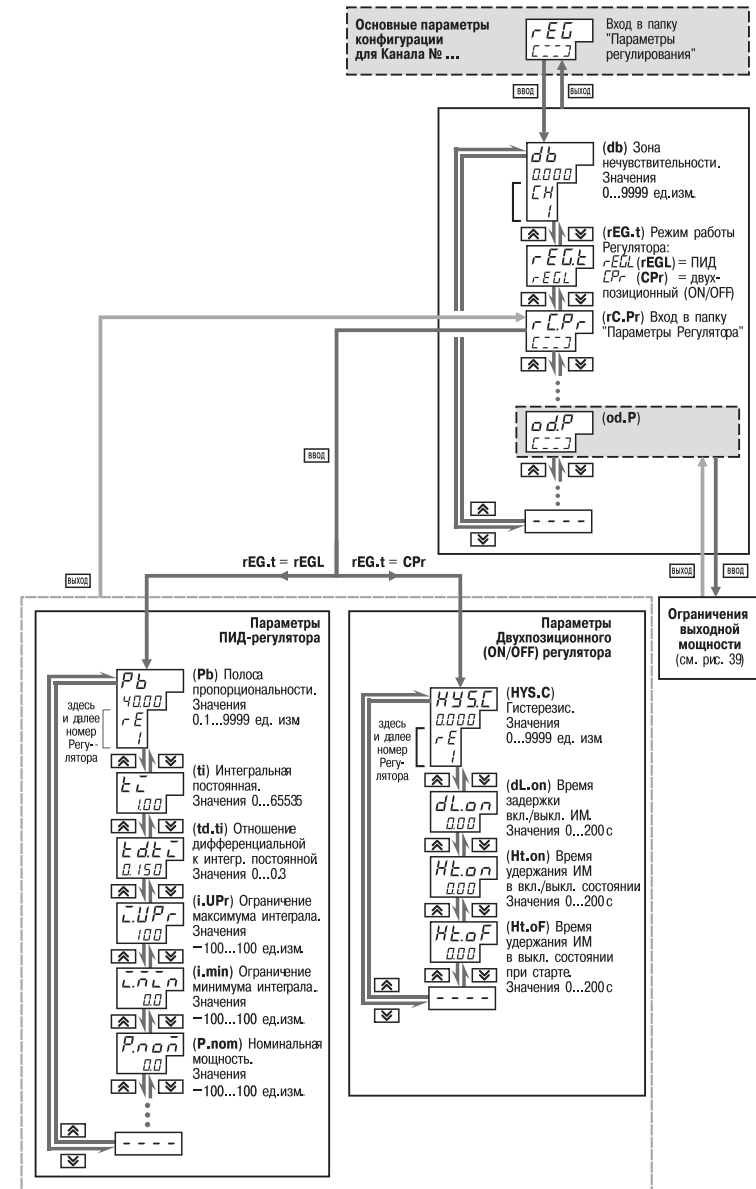 Основные параметры
конфигурации
для Канала № ...
rEG
[---]
Вход в папку
"Параметры
регулирования"
ВВОД
ВЫХОД
db
0.000
CH
1
(db) Зона
нечувствительности.
Значения
0...9999 ед.изм.
rEG.t
rEGL
(rEG.t) Режим работы
Регулятора:
rEGL (rEGL) = ПИД
CPr (CPr) = двух-
позиционный (ON/OFF)
rC.Pr
[---]
(rC.Pr) Вход в папку
"Параметры Регулятора"
od.P
[---]
(od.P)
ВВОД
- - - -
rEG.t = rEGL
rEG.t = CPr
ВЫХОД
ВЫХОД
ВВОД
Ограничения
выходной
мощности
(см. рис. 39)
Параметры
ПИД-регулятора
Pb
40.00
rE
1
здесь
и далее
номер
Регу--
лятора
(Pb) Полоса
пропорциональности.
Значения
0.1...9999 ед. изм
ti
1.00
(ti) Интегральная
постоянная.
Значения 0...65535
td.ti
0.150
(td.ti) Отношение
дифференциальной
к интегр. постоянной
Значения 0...0.3
i.UPr
100
(i.UPr) Ограничение
максимума интеграла.
Значения
−100...100 ед.изм.
i.min
0.0
(i.min) Ограничение
минимума интеграла..
Значения
−100...100 ед.изм.
P.nom
0.0
(P.nom) Номинальная
мощность.
Значения
−100...100 ед.изм.
- - - -
Параметры
Двухпозиционного
(ON/OFF) регулятора
HYS.C
0.000
rE
1
здесь
и далее
номер
Регу-
лятора
(HYS.C)
Гистерезис.
Значения
0...9999 ед. изм
dL.on
0.00
(dL.on) Время
задержки
вкл./выкл. ИМ.
Значения 0...200 с
Ht.on
0.00
(Ht.on) Время
удержания ИМ
в вкл./выкл. состоянии
Значения 0...200 с
Ht.oF
0.00
(Ht.oF) Время
удержания ИМ
в выкл. состоянии
при старте.
Значения 0...200 с
- - - -